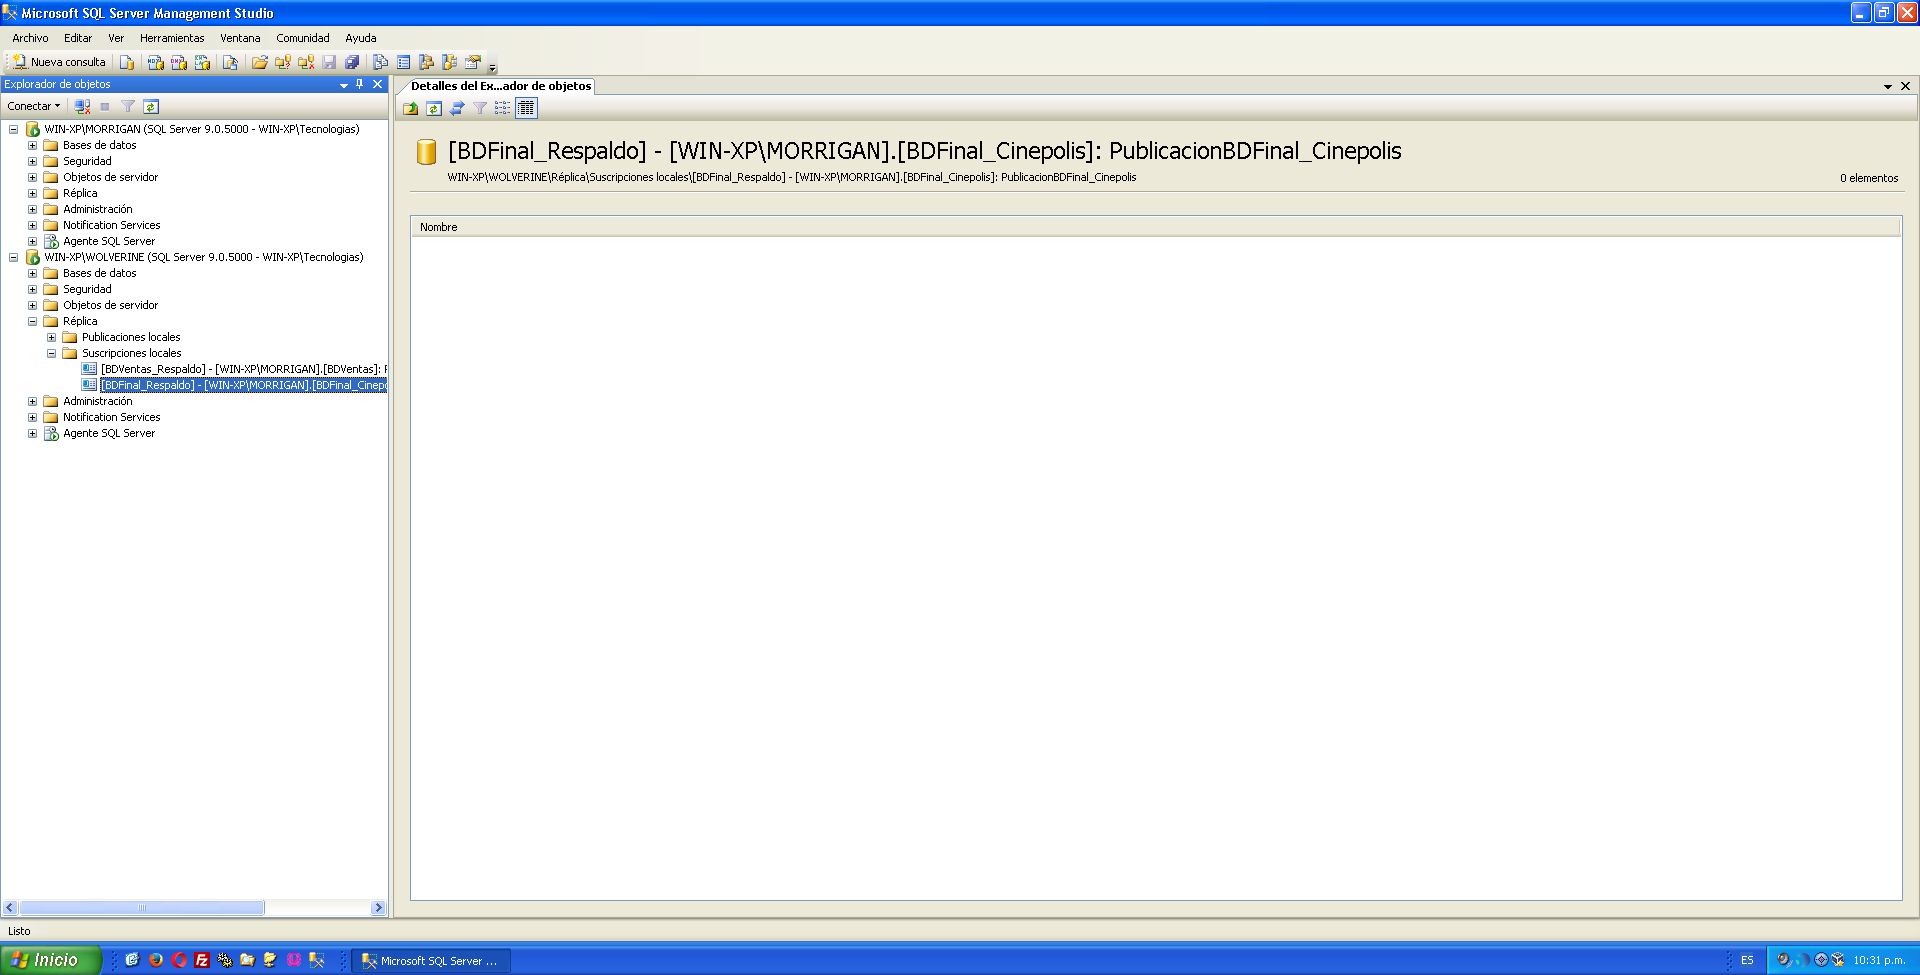 Microsoft SQL Server Management Studio
Archivo Editar Ver Herramientas Ventana Comunidad Ayuda
Nueva consulta
Explorador de objetos
Conectar
WIN-XP\MORRIGAN (SQL Server 9.0.5000 - WIN-XP\Tecnologias)
Bases de datos
Seguridad
Objetos de servidor
Réplica
Administración
Notification Services
Agente SQL Server
WIN-XP\WOLVERINE (SQL Server 9.0.5000 - WIN-XP\Tecnologias)
Bases de datos
Seguridad
Objetos de servidor
Réplica
Publicaciones locales
Suscripciones locales
[BDVentas_Respaldo] - [WIN-XP\MORRIGAN].[BDVentas]:
[BDFinal_Respaldo] - [WIN-XP\MORRIGAN].[BDFinal_Cinepo
Administración
Notification Services
Agente SQL Server
Detalles del Ex...ador de objetos
[BDFinal_Respaldo] - [WIN-XP\MORRIGAN].[BDFinal_Cinepolis]: PublicacionBDFinal_Cinepolis
WIN-XP\WOLVERINE\Réplica\Suscripciones locales\[BDFinal_Respaldo] - [WIN-XP\MORRIGAN].[BDFinal_Cinepolis]: PublicacionBDFinal_Cinepolis
0 elementos
Nombre
Listo
Inicio
Microsoft SQL Server ...
ES
10:31 p.m.